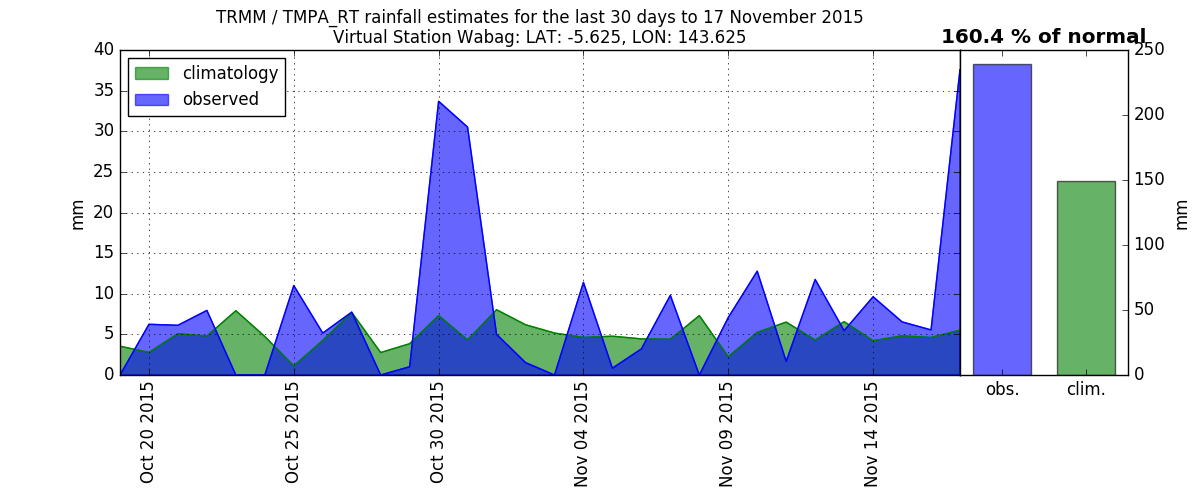 TRMM / TMPA_RT rainfall estimates for the last 30 days to 17 November 2015
Virtual Station Wabag: LAT: -5.625, LON: 143.625
160.4 % of normal
climatology
observed
40
35
30
25
20
15
10
5
0
mm
Oct 20 2015
Oct 25 2015
Oct 30 2015
Nov 04 2015
Nov 09 2015
Nov 14 2015
250
200
150
100
50
0
mm
obs.
clim.